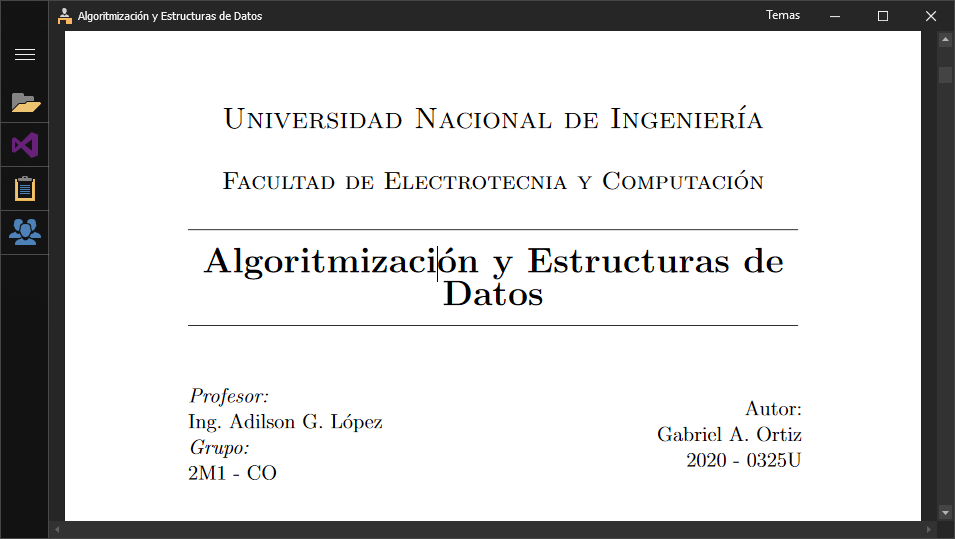 Algoritmización y Estructuras de Datos
Temas
Universidad Nacional de Ingeniería
Facultad de Electrotecnia y Computación
Algoritmización y Estructuras de
Datos
Profesor:
Ing. Adilson G. López
Grupo:
2M1 - CO
Autor:
Gabriel A. Ortiz
2020 - 0325U